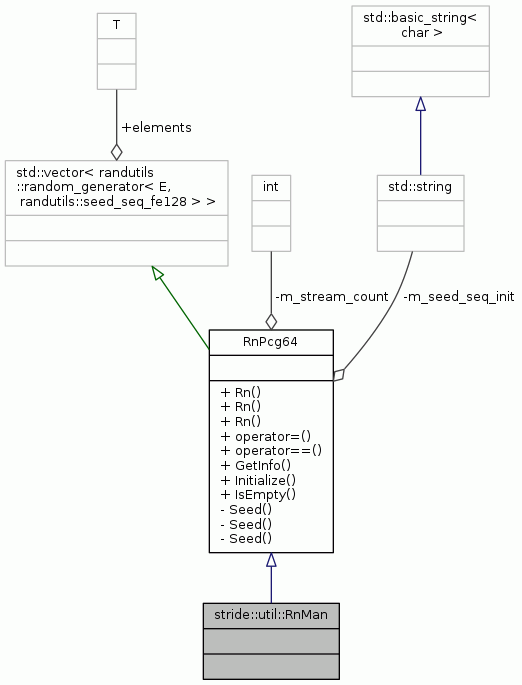 T
std::basic_string<
char >
+elements
std::vector< randutils
::random_generator< E,
randutils::seed_seq_fe128 > >
int
std::string
-m_stream_count
-m_seed_seq_init
RnPcg64
+ Rn()
+ Rn()
+ Rn()
+ operator=()
+ operator==()
+ GetInfo()
+ Initialize()
+ IsEmpty()
- Seed()
- Seed()
- Seed()
stride::util::RnMan